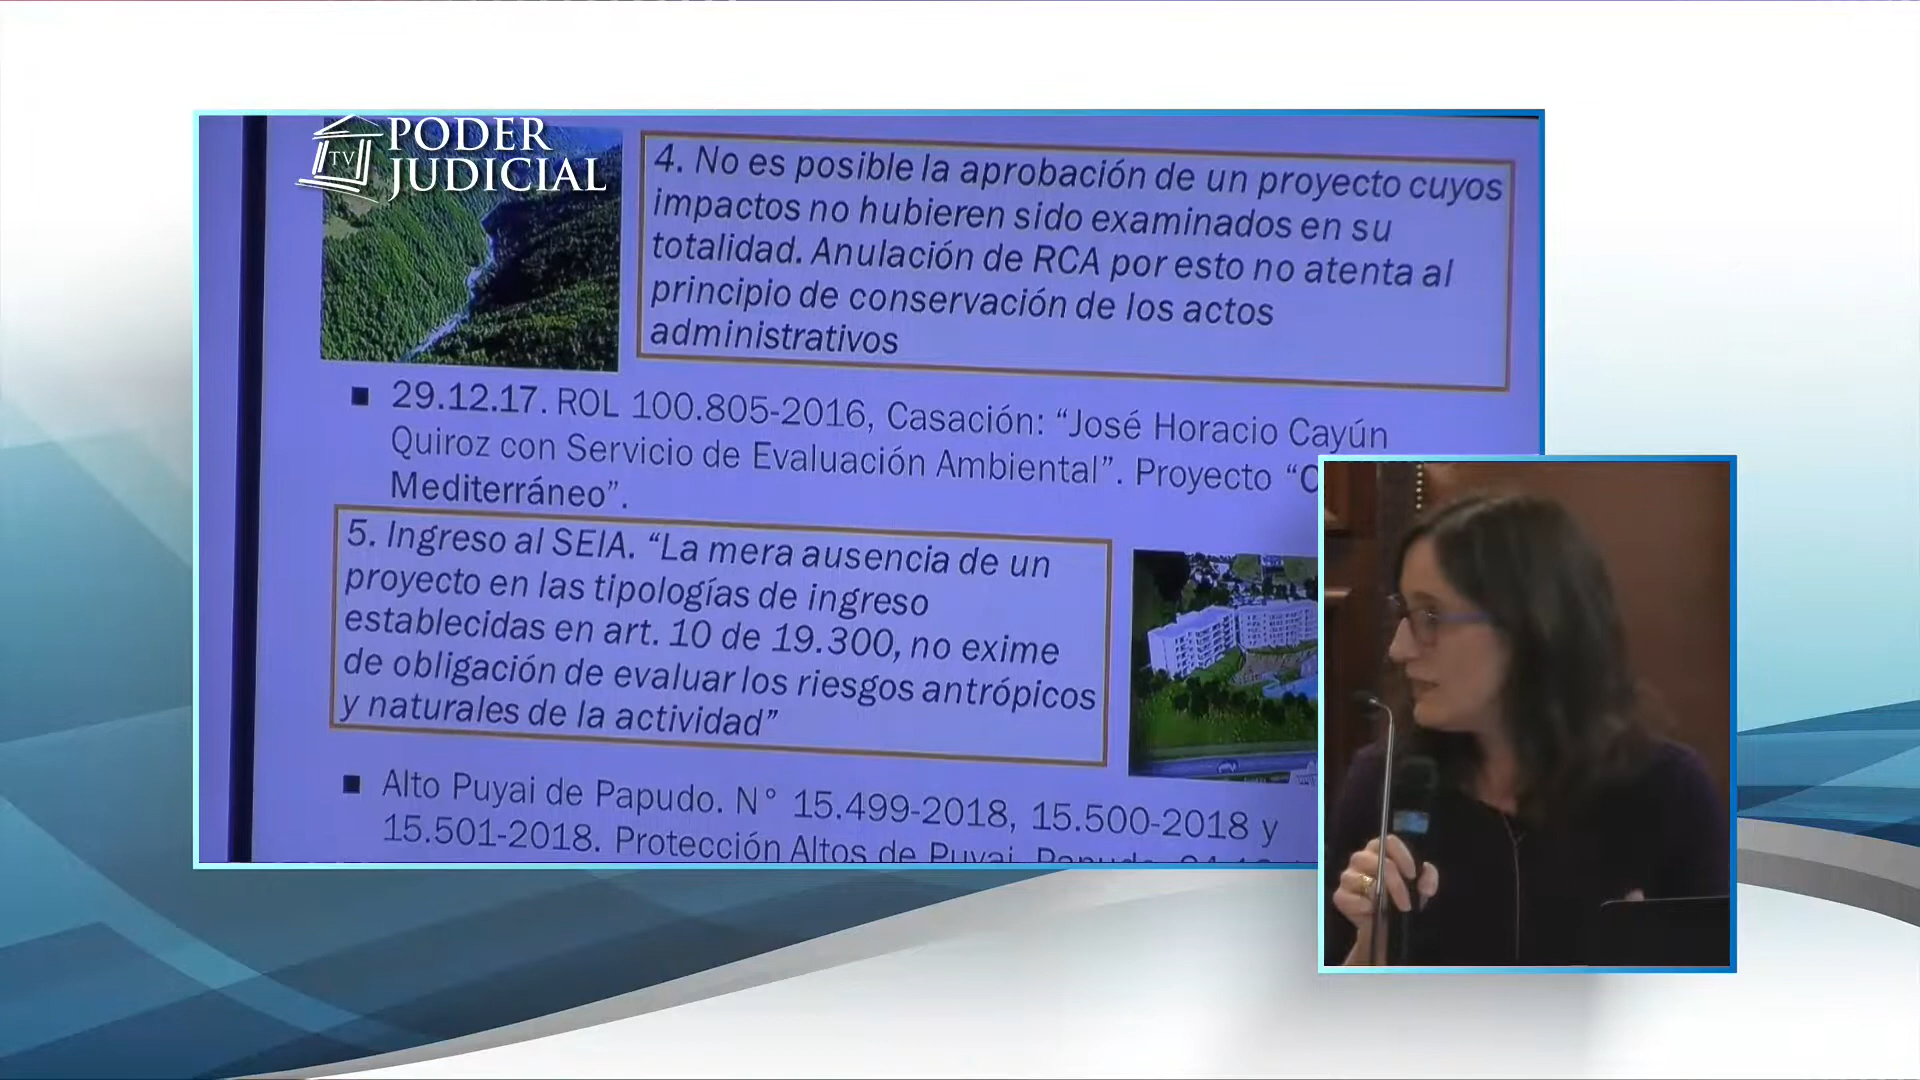 TV
PODER
JUDICIAL
4. No es posible la aprobación de un proyecto cuyos
impactos no hubieren sido examinados en su
totalidad. Anulación de RCA por esto no atenta al
principio de conservación de los actos
administrativos
■ 29.12.17. ROL 100.805-2016, Casación: “José Horacio Cayún
Quiroz con Servicio de Evaluación Ambiental”. Proyecto “C
Mediterráneo”.
5. Ingreso al SEIA. “La mera ausencia de un
proyecto en las tipologías de ingreso
establecidas en art. 10 de 19.300, no exime
de obligación de evaluar los riesgos antrópicos
y naturales de la actividad”
■ Alto Puyai de Papudo. N° 15.499-2018, 15.500-2018 y
15.501-2018. Protección Altos de Puyai, Papudo.